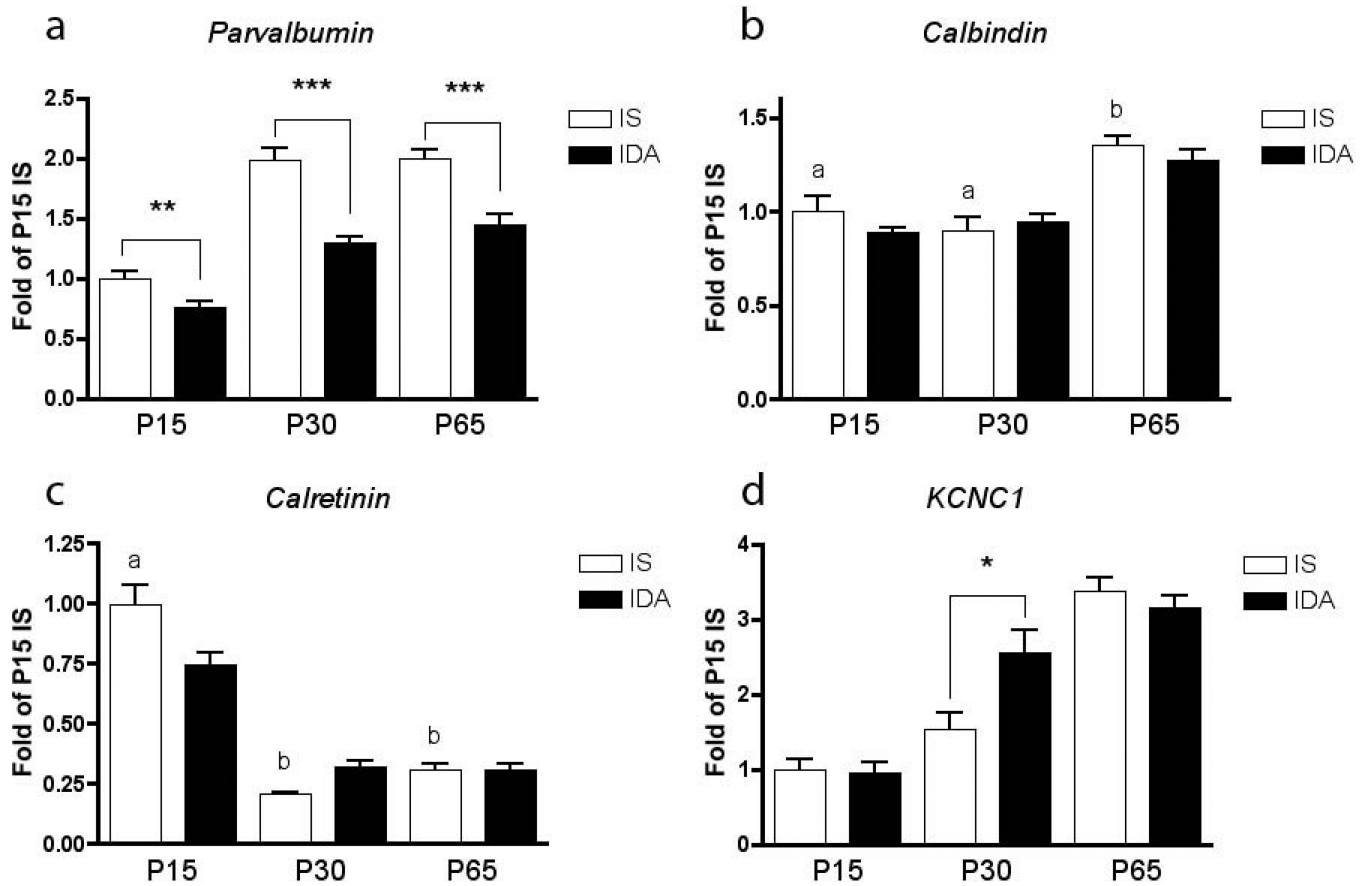 a
Parvalbumin
Fold of P15 IS
2.5
2.0
1.5
1.0
0.5
0.0
**
***
***
IS
IDA
P15 P30 P65
b
Calbindin
Fold of P15 IS
1.5
1.0
0.5
0.0
a
a
b
IS
IDA
P15 P30 P65
c
Calretinin
Fold of P15 IS
1.25
1.00
0.75
0.50
0.25
0.00
a
b
b
IS
IDA
P15 P30 P65
d
KCNC1
Fold of P15 IS
4
3
2
1
0
*
IS
IDA
P15 P30 P65